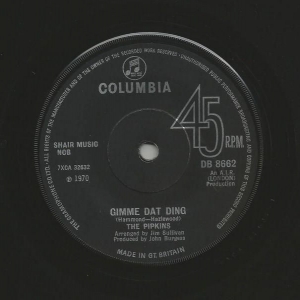 COLUMBIA
45
R.P.M.
SHAIR MUSIC
NCB
7XCA 32632
℗ 1970
DB 8662
An A.I.R.
(LONDON)
Production
GIMME DAT DING
(Hammond—Hazlewood)
THE PIPKINS
Arranged by Jim Sullivan
Produced by John Burgess
MADE IN GT. BRITAIN